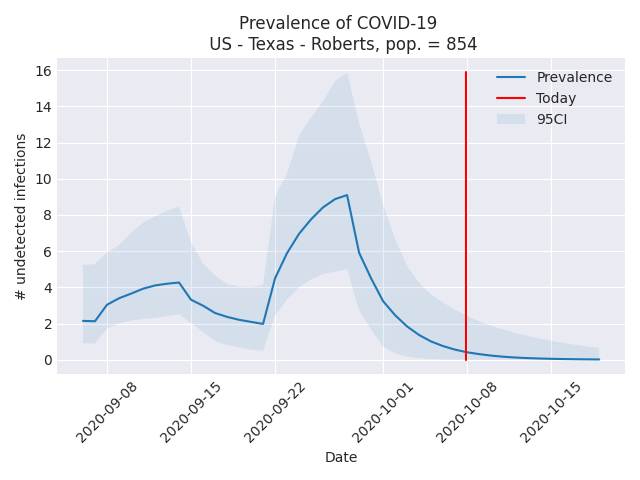 Prevalence of COVID-19
US - Texas - Roberts, pop. = 854
# undetected infections
16
14
12
10
8
6
4
2
0
Prevalence
Today
95CI
2020-09-08
2020-09-15
2020-09-22
2020-10-01
2020-10-08
2020-10-15
Date